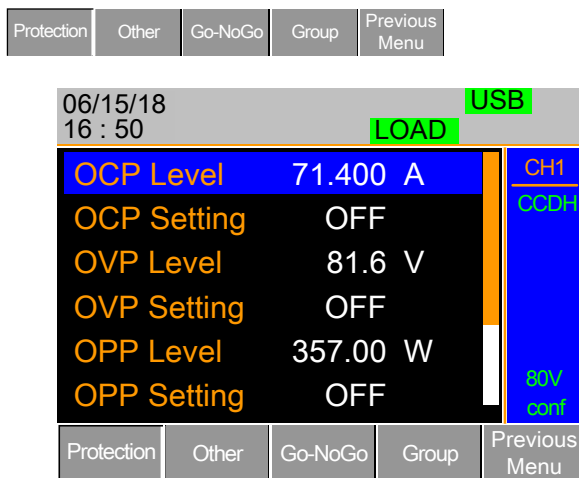 Protection Other Go-NoGo Group Previous Menu
06/15/18 USB
16 : 50 LOAD
OCP Level 71.400 A CH1
OCP Setting OFF CCDH
OVP Level 81.6 V
OVP Setting OFF
OPP Level 357.00 W
80V
OPP Setting OFF conf
Protection Other Go-NoGo Group Previous Menu